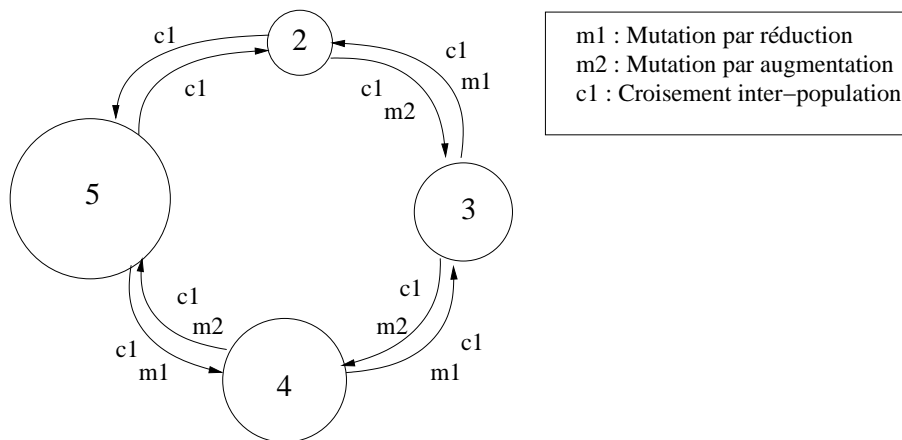 m1 : Mutation par réduction
m2 : Mutation par augmentation
c1 : Croisement inter−population
2
c1
c1
c1
m2
c1
m1
5
3
c1
m2
c1
m1
c1
m2
c1
m1
4